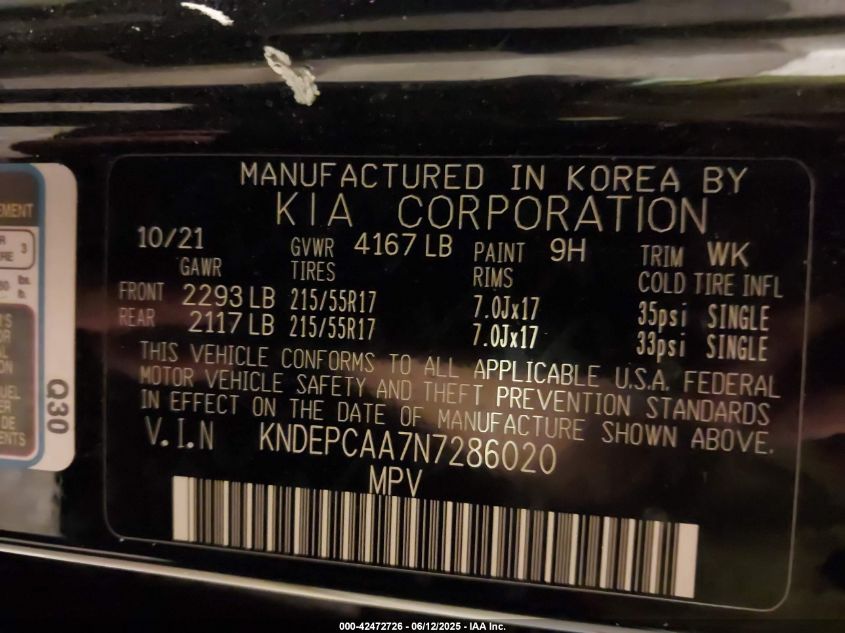 MANUFACTURED IN KOREA BY
KIA CORPORATION
10/21 GVWR 4167 LB PAINT 9H TRIM WK
GAWR TIRES RIMS COLD TIRE INFL
FRONT 2293 LB 215/55R17 7.0Jx17 35psi SINGLE
REAR 2117 LB 215/55R17 7.0Jx17 33psi SINGLE
THIS VEHICLE CONFORMS TO ALL APPLICABLE U.S.A. FEDERAL
MOTOR VEHICLE SAFETY AND THEFT PREVENTION STANDARDS
IN EFFECT ON THE DATE OF MANUFACTURE SHOWN ABOVE.
V.I.N KNDEPCAA7N7286020
MPV
Q30
000-42472726 - 06/12/2025 - IAA Inc.